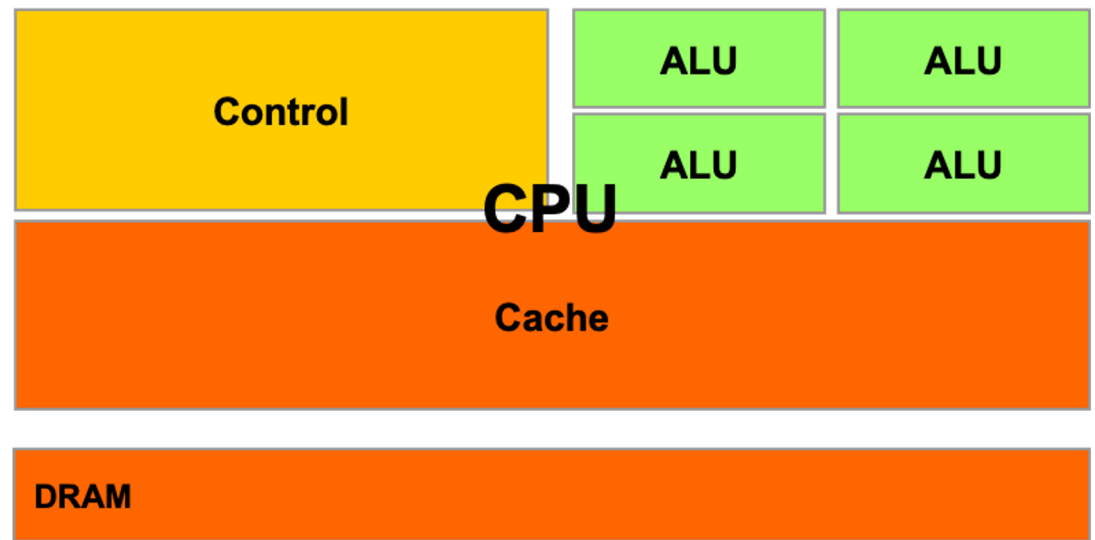 ALU ALU
Control
ALU ALU
CPU
Cache
DRAM